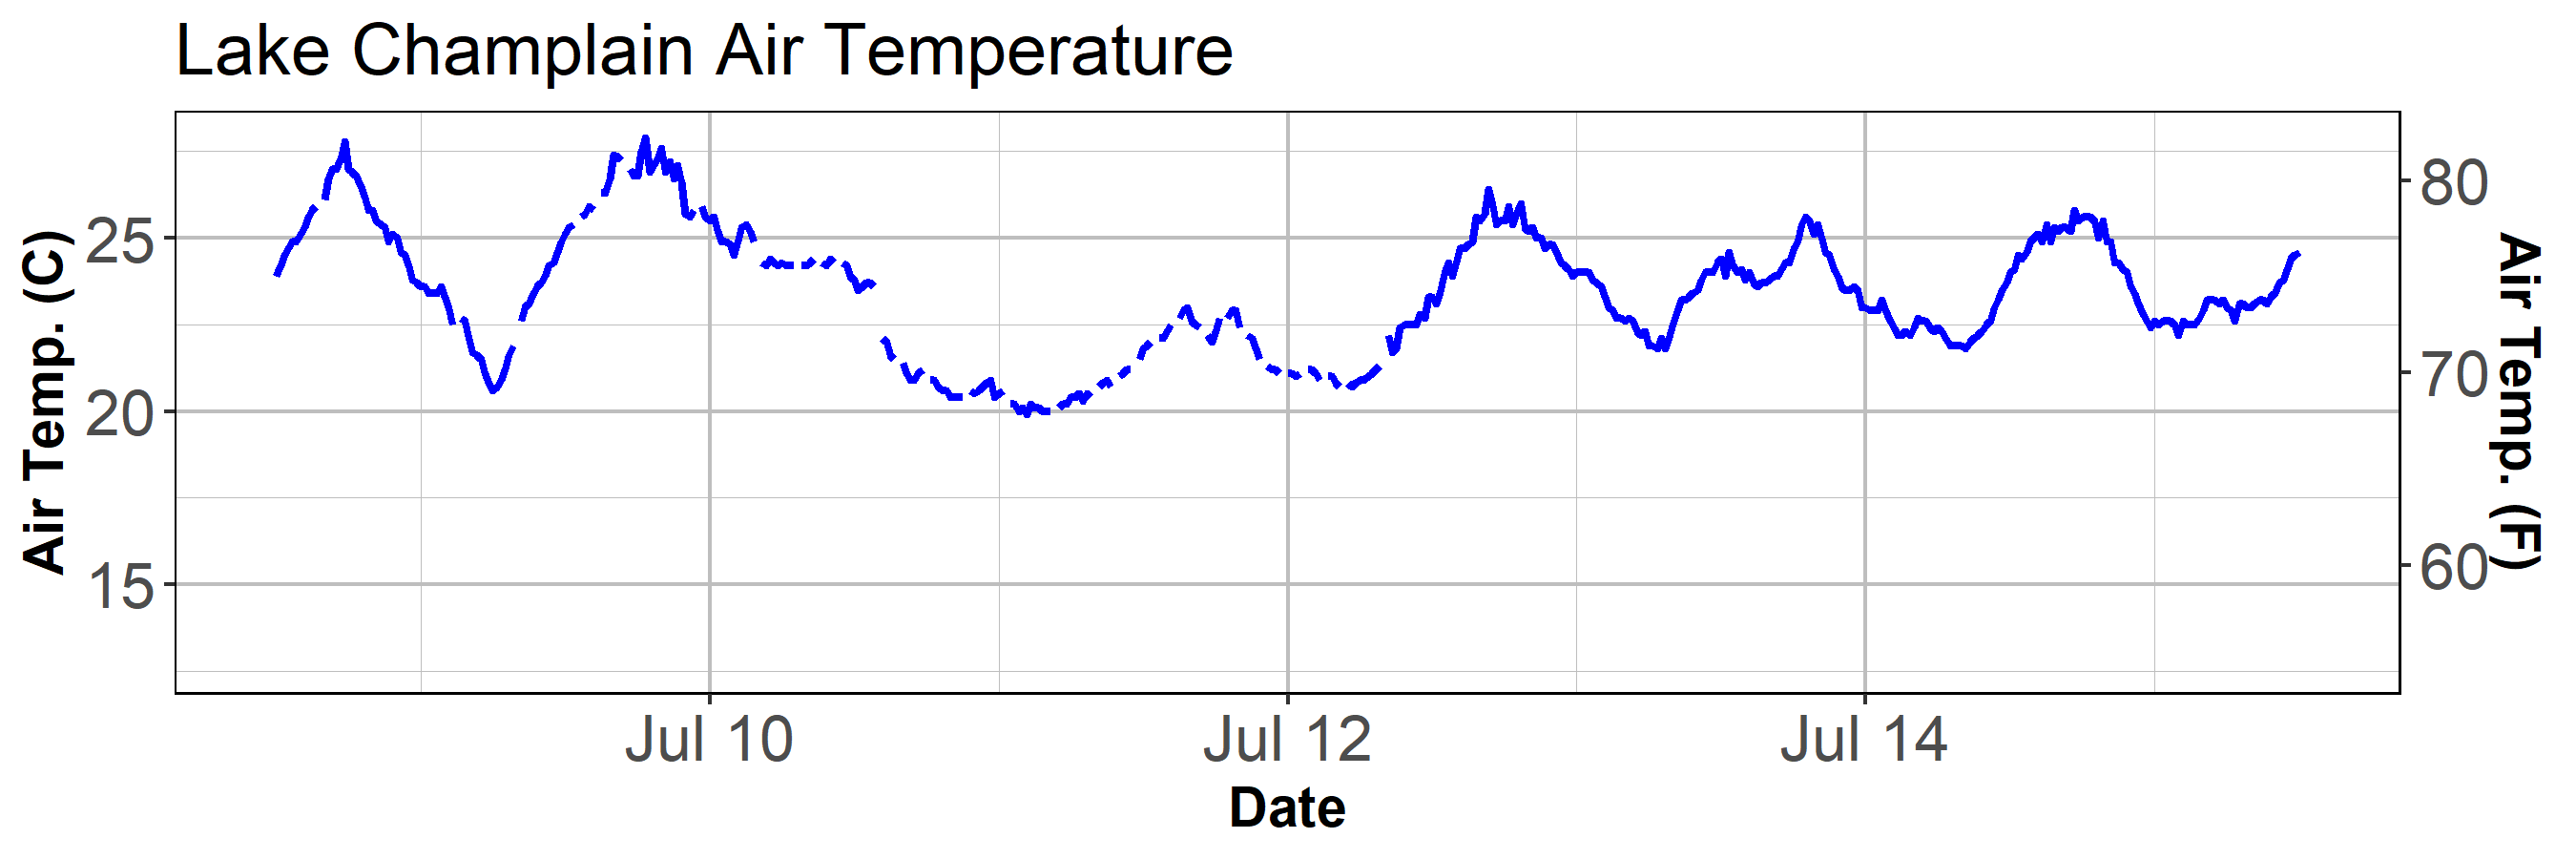 Lake Champlain Air Temperature
Air Temp. (C)
25
20
15
80
70
60
Air Temp. (F)
Jul 10
Jul 12
Jul 14
Date